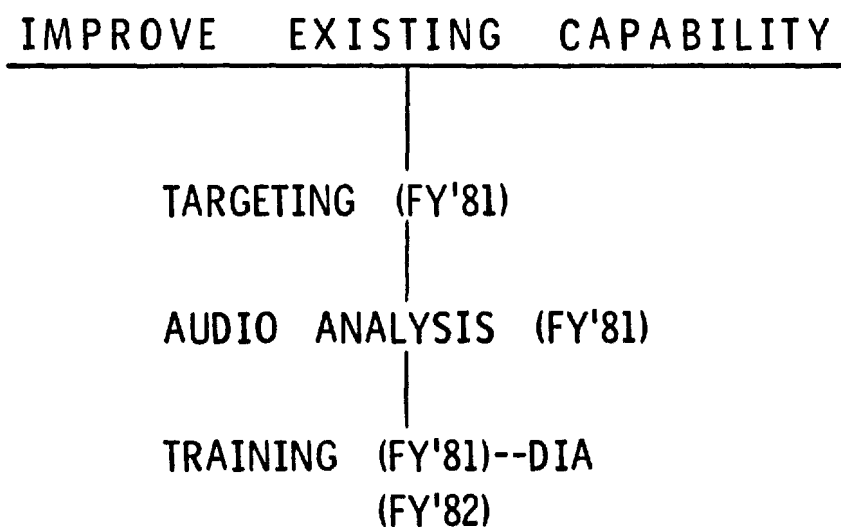 IMPROVE EXISTING CAPABILITY
TARGETING (FY'81)
AUDIO ANALYSIS (FY'81)
TRAINING (FY'81)--DIA
(FY'82)